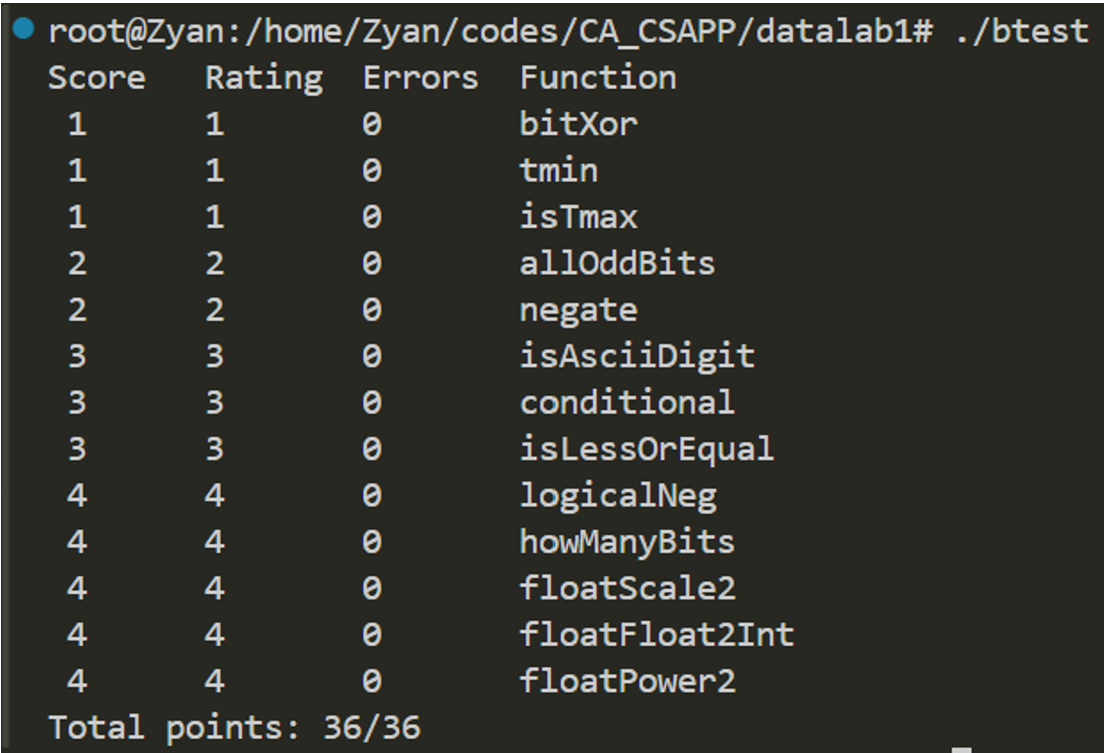 root@Zyan:/home/Zyan/codes/CA_CSAPP/datalab1# ./btest
Score Rating Errors Function
1 1 0 bitXor
1 1 0 tmin
1 1 0 isTmax
2 2 0 allOddBits
2 2 0 negate
3 3 0 isAsciiDigit
3 3 0 conditional
3 3 0 isLessOrEqual
4 4 0 logicalNeg
4 4 0 howManyBits
4 4 0 floatScale2
4 4 0 floatFloat2Int
4 4 0 floatPower2
Total points: 36/36